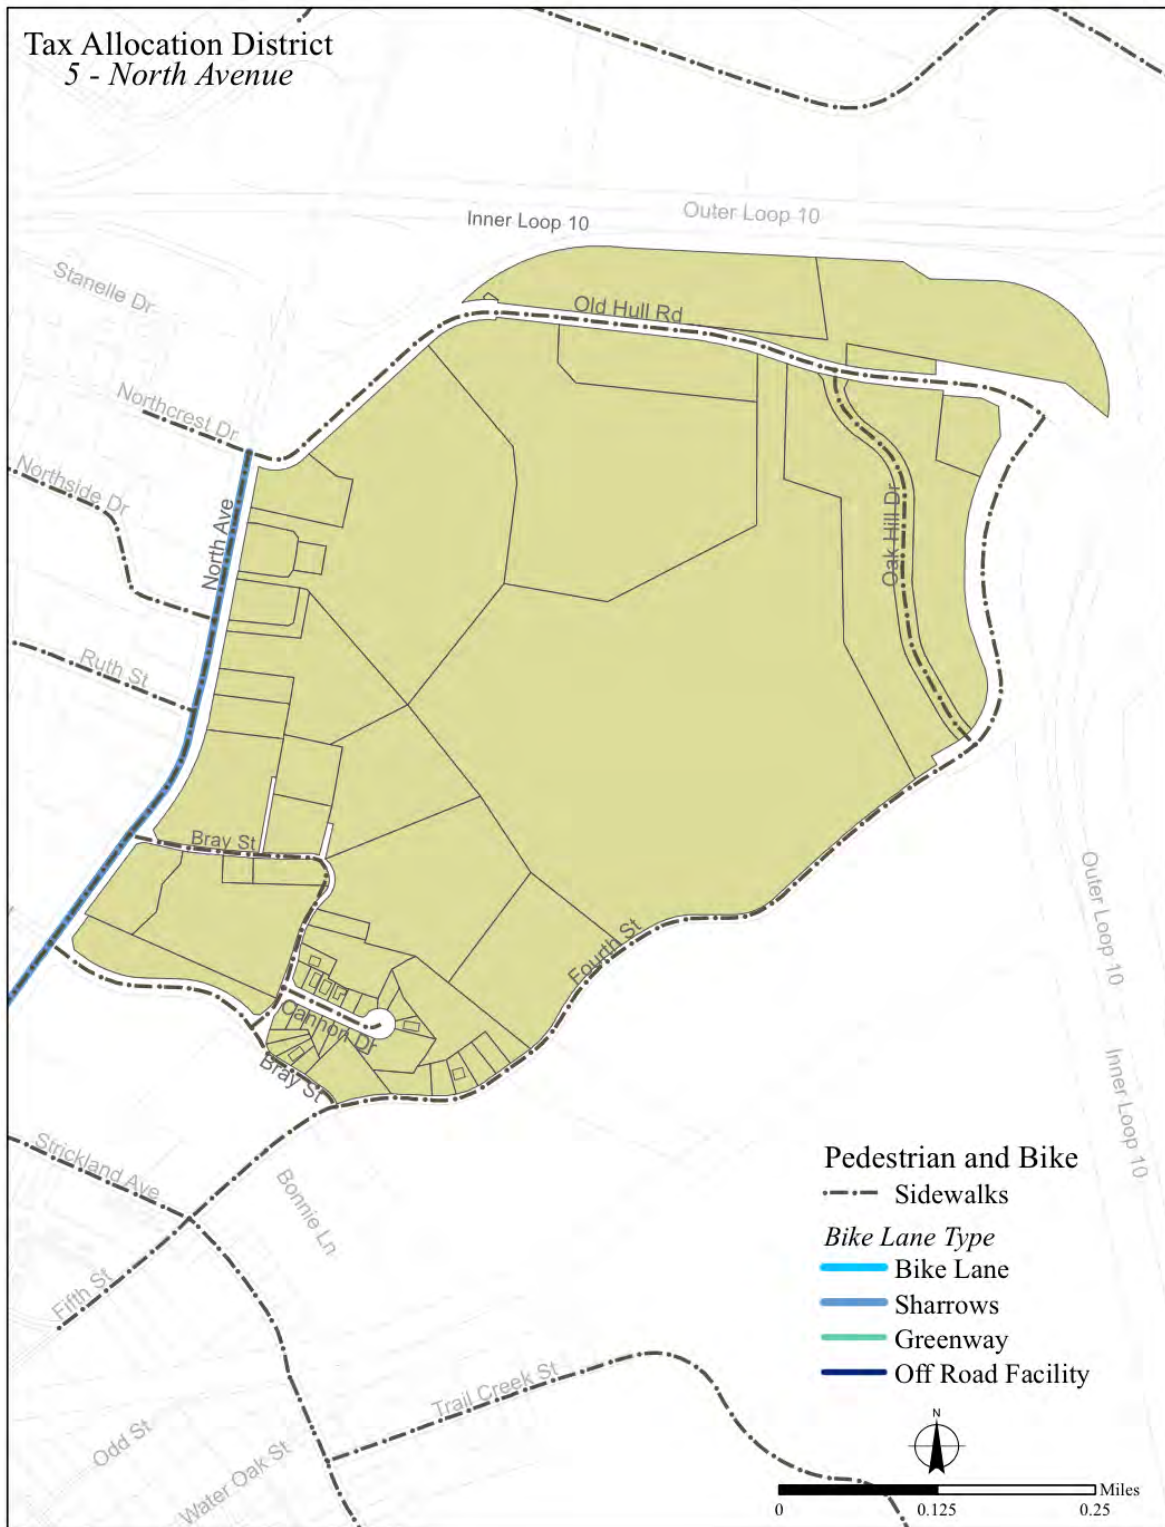 Tax Allocation District
5 - North Avenue
Inner Loop 10
Outer Loop 10
Stanelle Dr
Old Hull Rd
Northcrest Dr
Northside Dr
North Ave
Oak Hill Dr
Ruth St
Bray St
Outer Loop 10
Fourth St
Cannon Dr
Bray St
Inner Loop 10
Strickland Ave
Bonnie Ln
Fifth St
Trail Creek St
Odd St
Water Oak St
Pedestrian and Bike
Sidewalks
Bike Lane Type
Bike Lane
Sharrows
Greenway
Off Road Facility
N
Miles
0 0.125 0.25